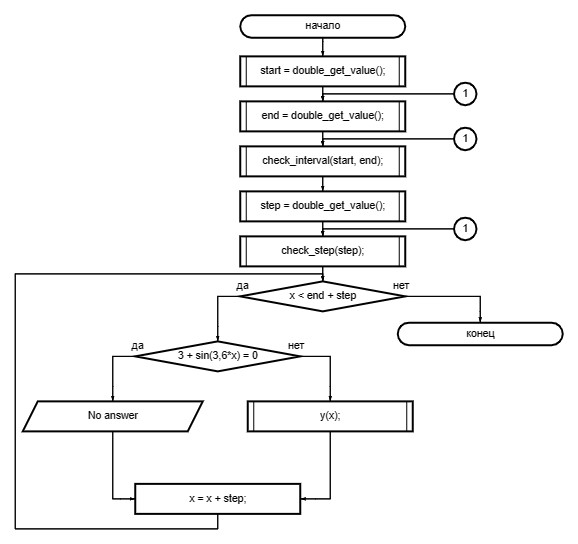 начало
start = double_get_value();
1
end = double_get_value();
1
check_interval(start, end);
step = double_get_value();
1
check_step(step);
да
нет
x < end + step
конец
да
нет
3 + sin(3,6*x) = 0
No answer
y(x);
x = x + step;